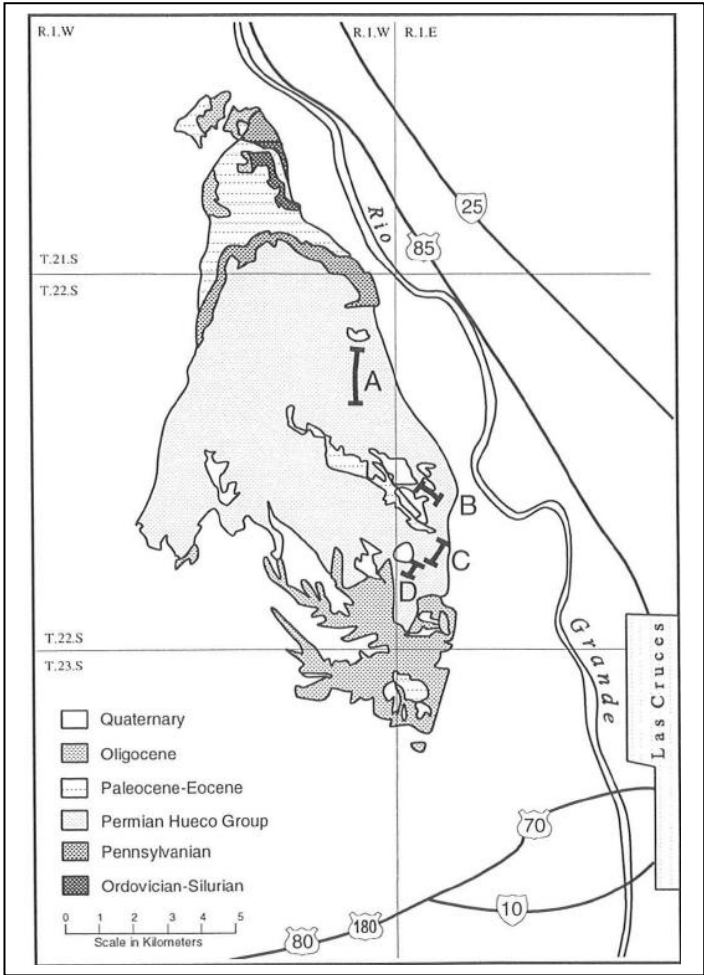 R.1.W
R.1.W
R.1.E
Rio
25
85
T.21.S
T.22.S
A
B
C
D
T.22.S
T.23.S
Grande
Las Cruces
Quaternary
Oligocene
Paleocene-Eocene
Permian Hueco Group
Pennsylvanian
Ordovician-Silurian
0 1 2 3 4 5
Scale in Kilometers
70
180
80
10